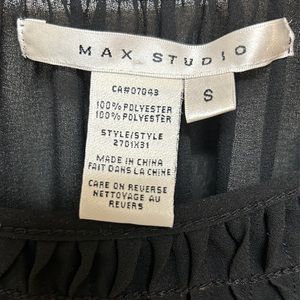 MAX STUDIO
S
CA#07043
100% POLYESTER
100% POLYESTER
STYLE/STYLE
2701X31
MADE IN CHINA
FAIT DANS LA CHINE
CARE ON REVERSE
NETTOYAGE AU
REVERS